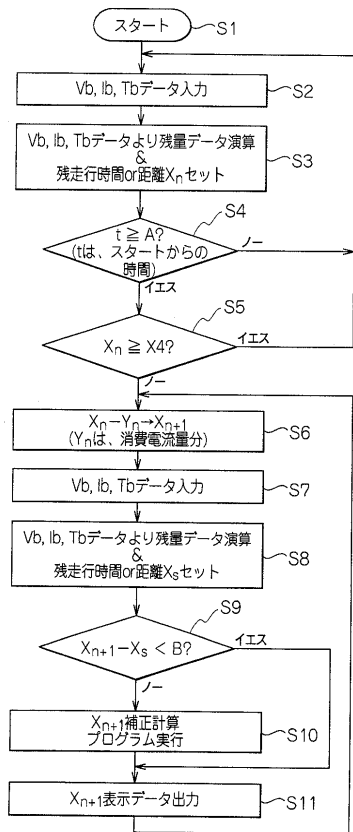 スタート
S1
Vb, Ib, Tbデータ入力
S2
Vb, Ib, Tbデータより残量データ演算
&
残走行時間or距離Xnセット
S3
S4
t ≧ A?
(tは、スタートからの
時間)
ノー
イエス
S5
Xn ≧ X4?
イエス
ノー
Xn−Yn→Xn+1
(Ynは、消費電流量分)
S6
Vb, Ib, Tbデータ入力
S7
Vb, Ib, Tbデータより残量データ演算
&
残走行時間or距離Xsセット
S8
S9
Xn+1−Xs < B?
イエス
ノー
Xn+1補正計算
プログラム実行
S10
Xn+1表示データ出力
S11